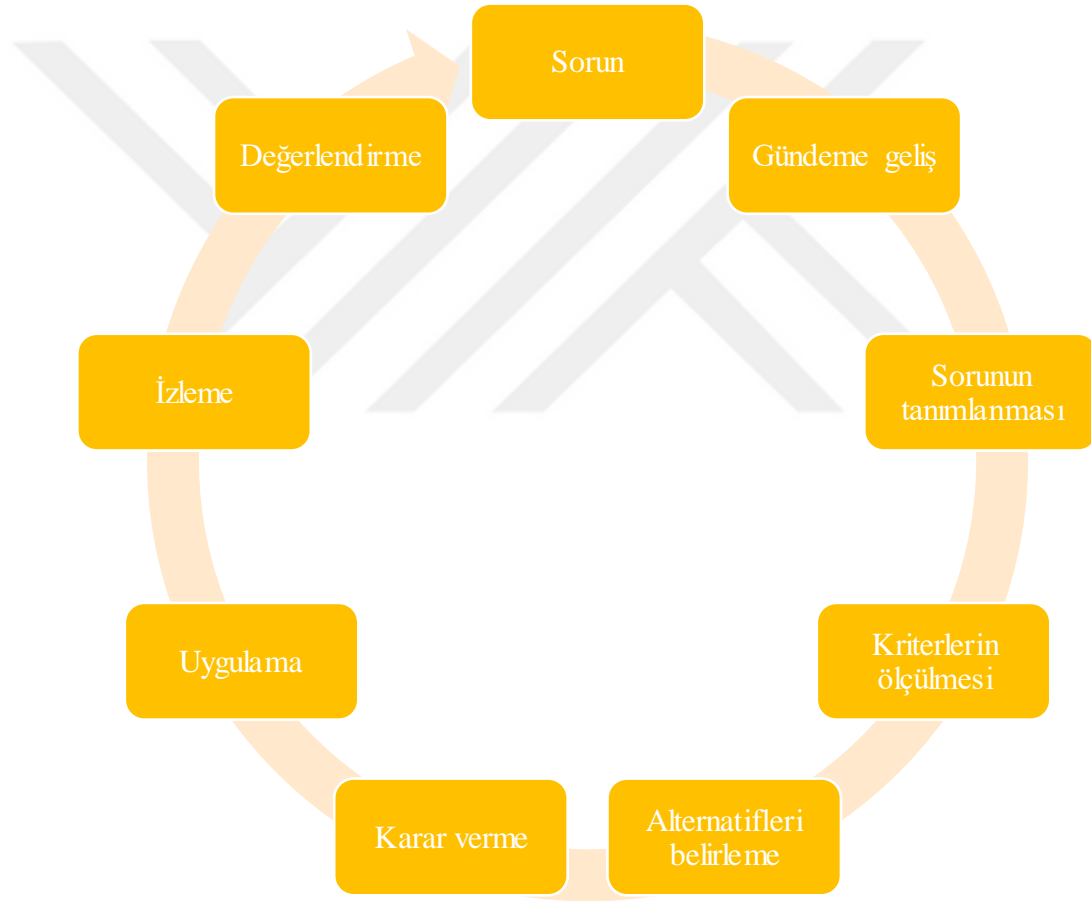 Sorun
Gündeme geliş
Sorunun
tanımlanması
Kriterlerin
ölçülmesi
Alternatifleri
belirleme
Karar verme
Uygulama
İzleme
Değerlendirme